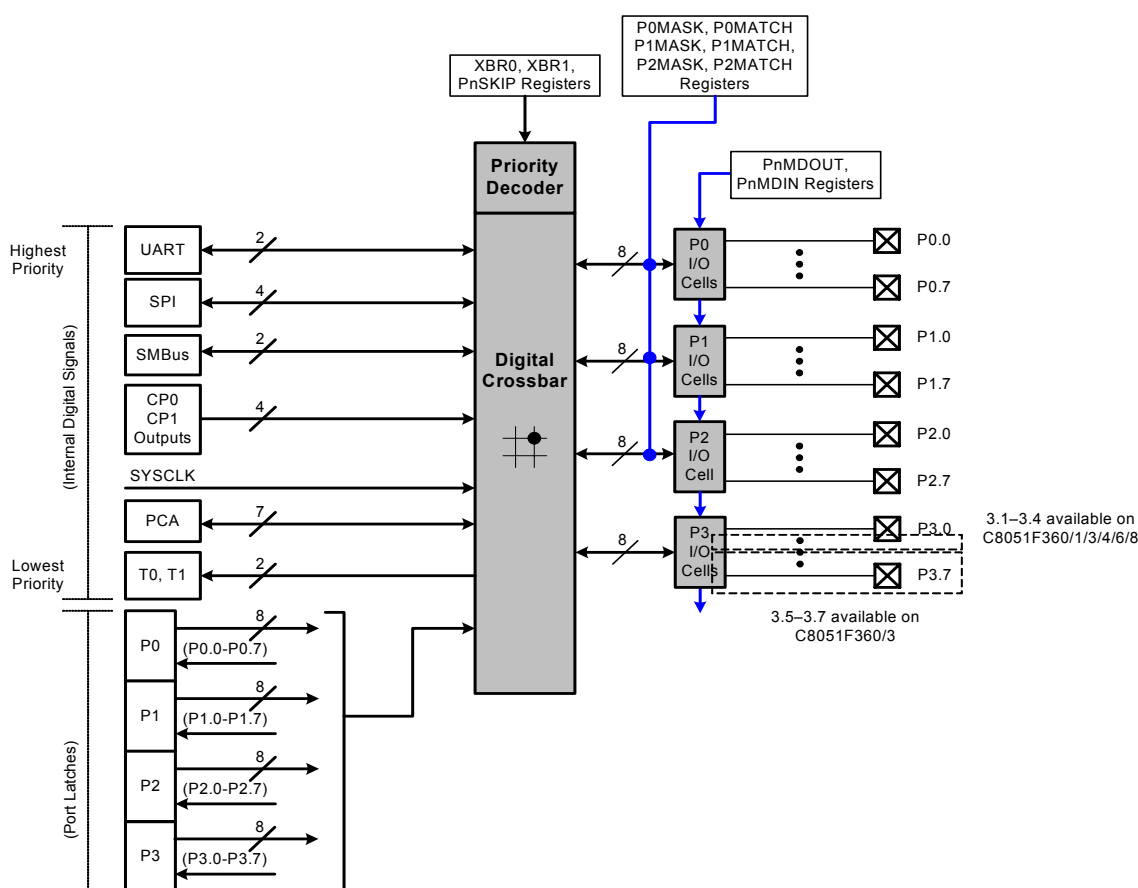 P0MASK, P0MATCH
P1MASK, P1MATCH,
P2MASK, P2MATCH
Registers
XBR0, XBR1,
PnSKIP Registers
PnMDOUT,
PnMDIN Registers
Priority
Decoder
Digital
Crossbar
Highest
Priority
(Internal Digital Signals)
Lowest
Priority
(Port Latches)
UART
2
SPI
4
SMBus
2
CP0
CP1
Outputs
4
SYSCLK
PCA
7
T0, T1
2
P0
8
(P0.0-P0.7)
P1
8
(P1.0-P1.7)
P2
8
(P2.0-P2.7)
P3
8
(P3.0-P3.7)
8
P0
I/O
Cells
P0.0
P0.7
8
P1
I/O
Cells
P1.0
P1.7
8
P2
I/O
Cell
P2.0
P2.7
8
P3
I/O
Cells
P3.0
P3.7
3.1–3.4 available on
C8051F360/1/3/4/6/8
3.5–3.7 available on
C8051F360/3